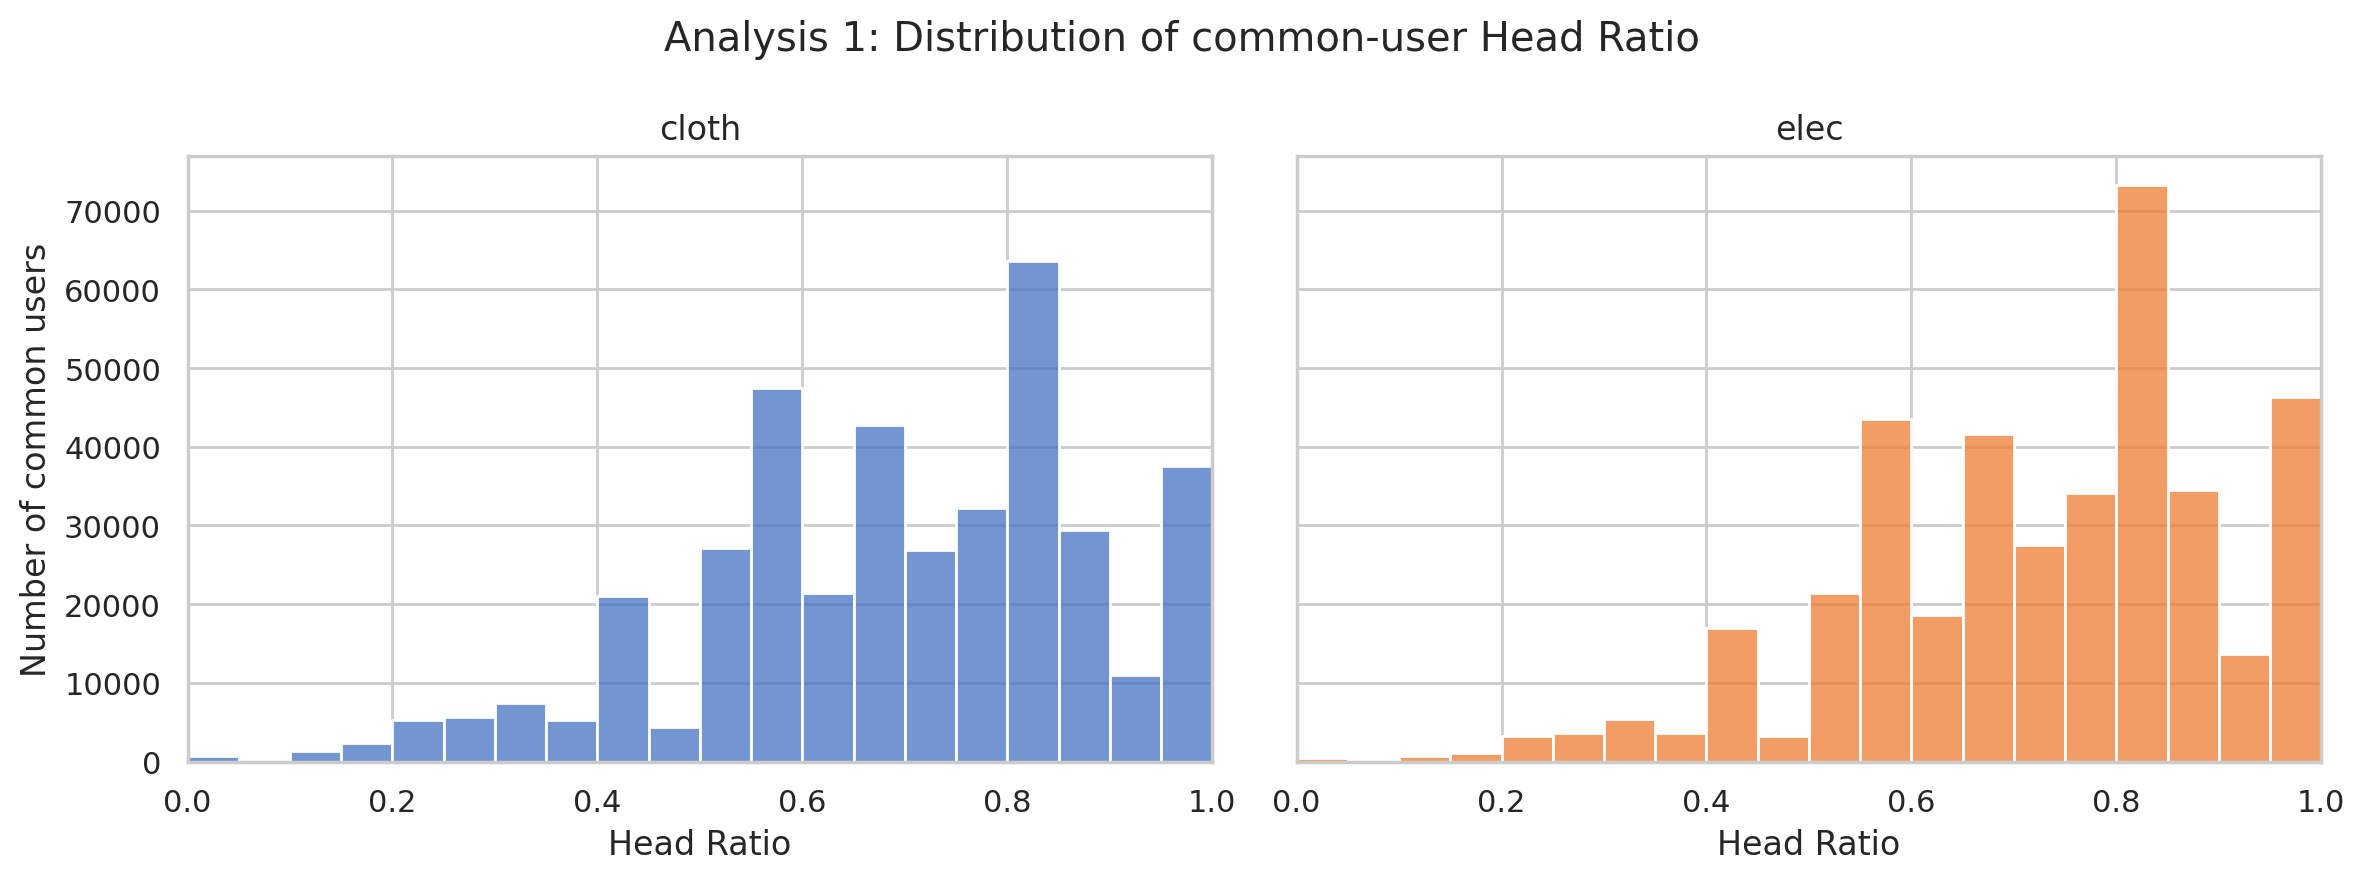 Analysis 1: Distribution of common-user Head Ratio
cloth
elec
Number of common users
70000
60000
50000
40000
30000
20000
10000
0
0.0 0.2 0.4 0.6 0.8 1.0
0.0 0.2 0.4 0.6 0.8 1.0
Head Ratio
Head Ratio